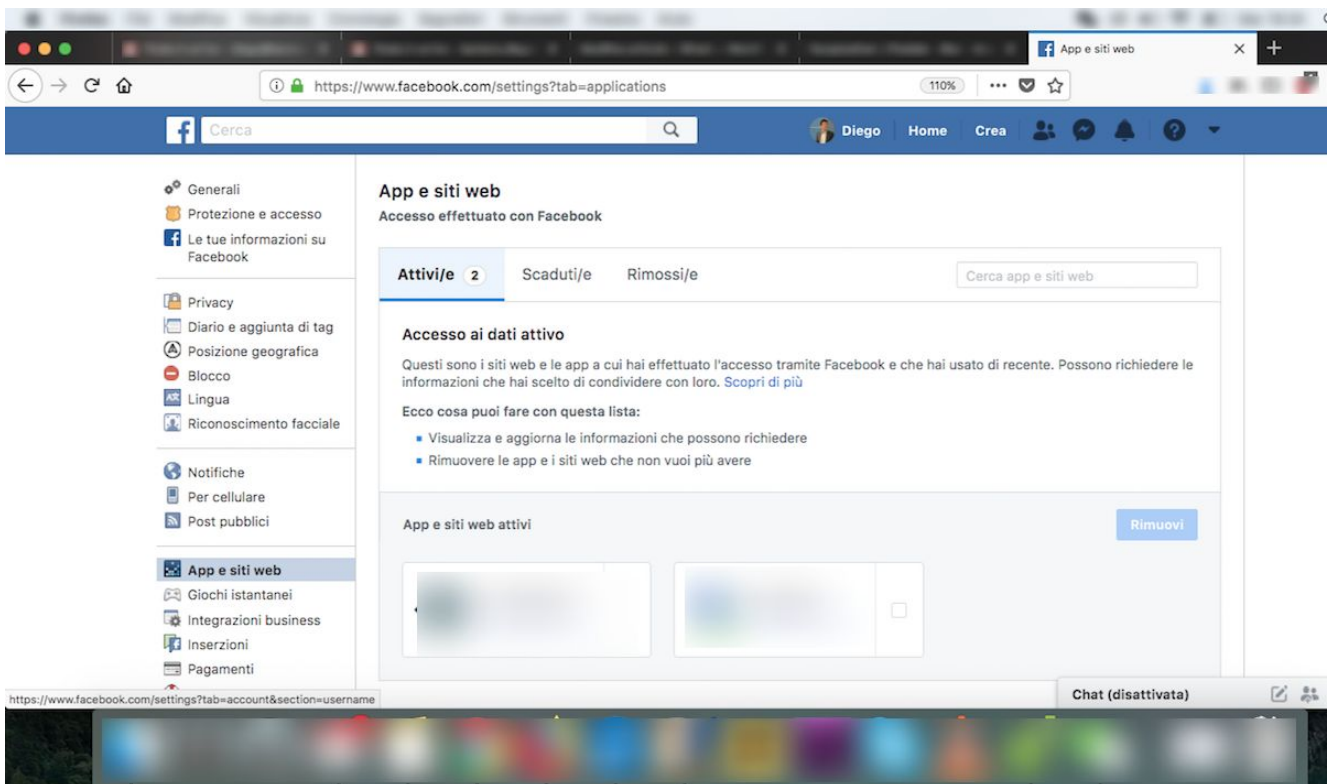 App e siti web
https://www.facebook.com/settings?tab=applications
110%
Cerca
Diego
Home
Crea
Generali
Protezione e accesso
Le tue informazioni su
Facebook
Privacy
Diario e aggiunta di tag
Posizione geografica
Blocco
Lingua
Riconoscimento facciale
Notifiche
Per cellulare
Post pubblici
App e siti web
Giochi istantanei
Integrazioni business
Inserzioni
Pagamenti
App e siti web
Accesso effettuato con Facebook
Attivi/e 2
Scaduti/e
Rimossi/e
Cerca app e siti web
Accesso ai dati attivo
Questi sono i siti web e le app a cui hai effettuato l'accesso tramite Facebook e che hai usato di recente. Possono richiedere le
informazioni che hai scelto di condividere con loro. Scopri di più
Ecco cosa puoi fare con questa lista:
Visualizza e aggiorna le informazioni che possono richiedere
Rimuovere le app e i siti web che non vuoi più avere
App e siti web attivi
Rimuovi
https://www.facebook.com/settings?tab=account&section=username
Chat (disattivata)